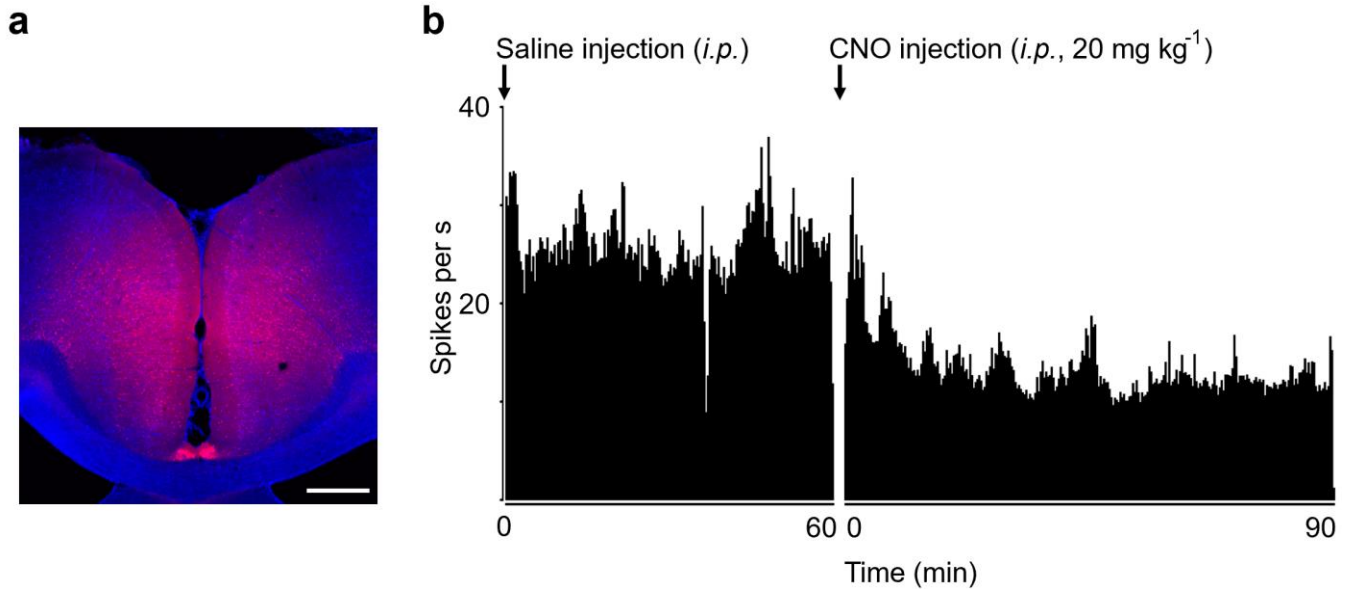 a
b
Saline injection (i.p.)
CNO injection (i.p., 20 mg kg⁻¹)
40
20
Spikes per s
0
60
0
90
Time (min)